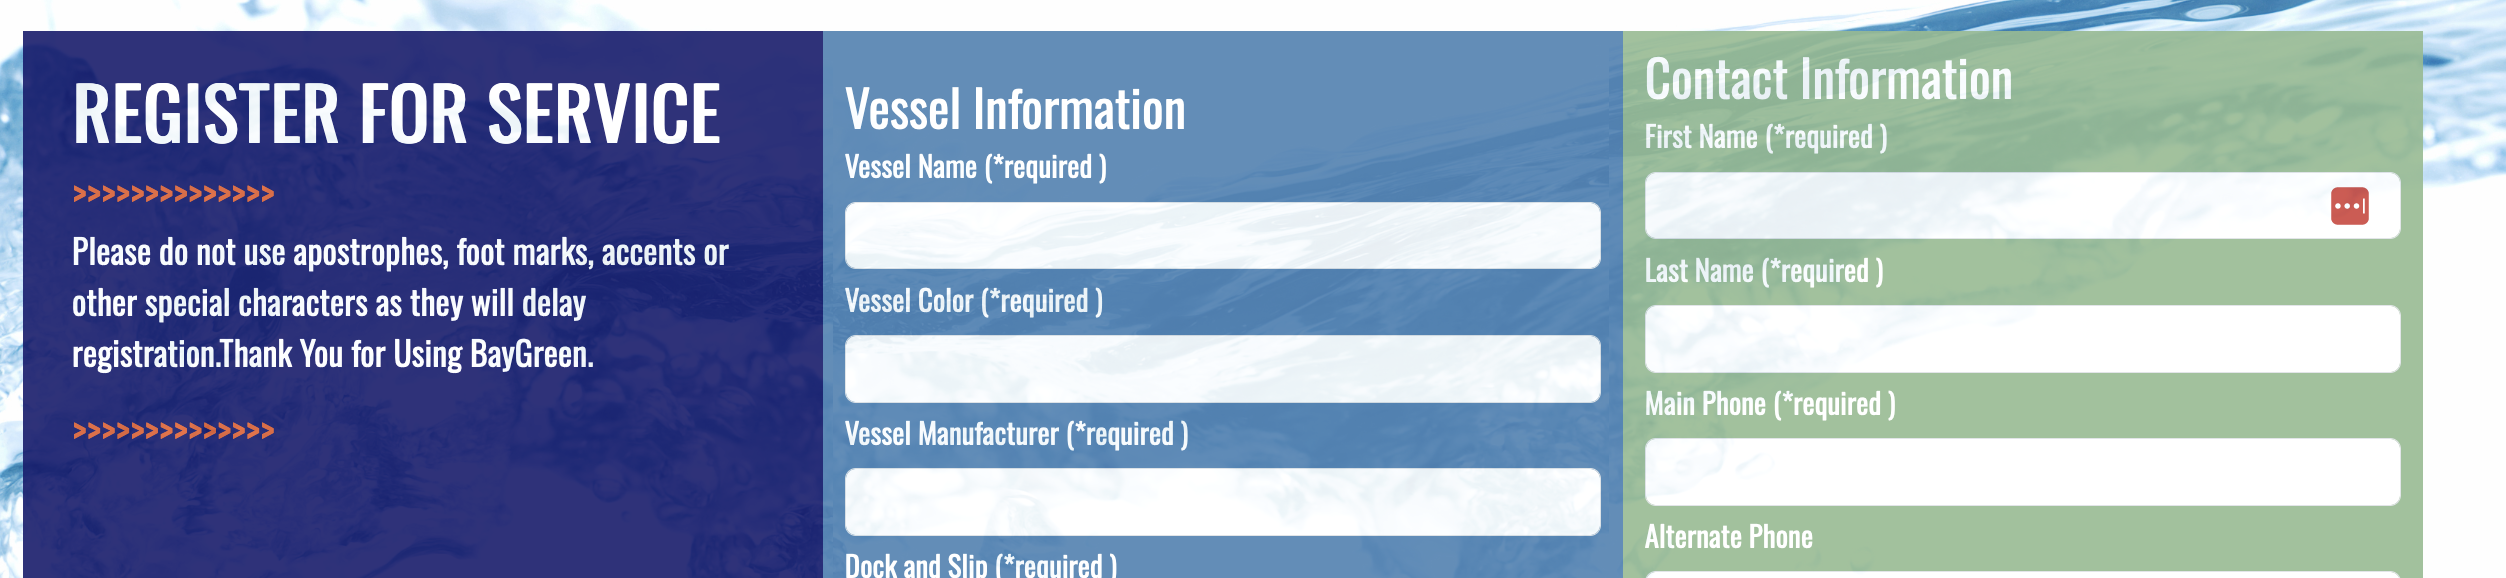 REGISTER FOR SERVICE
>>>>>>>>>>>>>>
Please do not use apostrophes, foot marks, accents or
other special characters as they will delay
registration.Thank You for Using BayGreen.
>>>>>>>>>>>>>>
Vessel Information
Vessel Name (*required )
Vessel Color (*required )
Vessel Manufacturer (*required )
Dock and Slip (*required )
Contact Information
First Name (*required )
Last Name (*required )
Main Phone (*required )
Alternate Phone